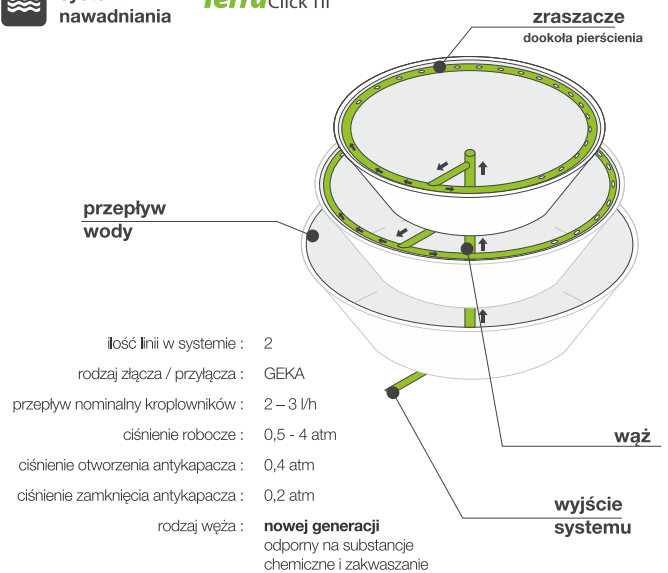 nawadniania
Terra Click
zraszacze
dookoła pierścienia
przepływ
wody
ilość linii w systemie : 2
rodzaj złącza / przyłącza : GEKA
przepływ nominalny kroplowników : 2 – 3 l/h
ciśnienie robocze : 0,5 - 4 atm
ciśnienie otworzenia antykapacza : 0,4 atm
ciśnienie zamknięcia antykapacza : 0,2 atm
rodzaj węża : nowej generacji
odporny na substancje
chemiczne i zakwaszanie
wąż
wyjście
systemu